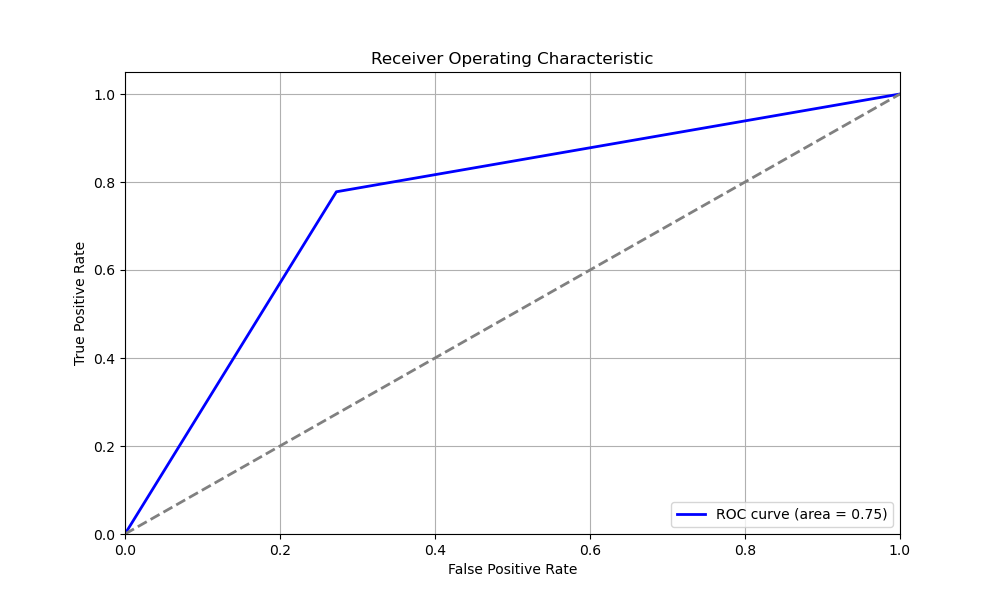 Receiver Operating Characteristic
True Positive Rate
1.0
0.8
0.6
0.4
0.2
0.0
ROC curve (area = 0.75)
0.0 0.2 0.4 0.6 0.8 1.0
False Positive Rate